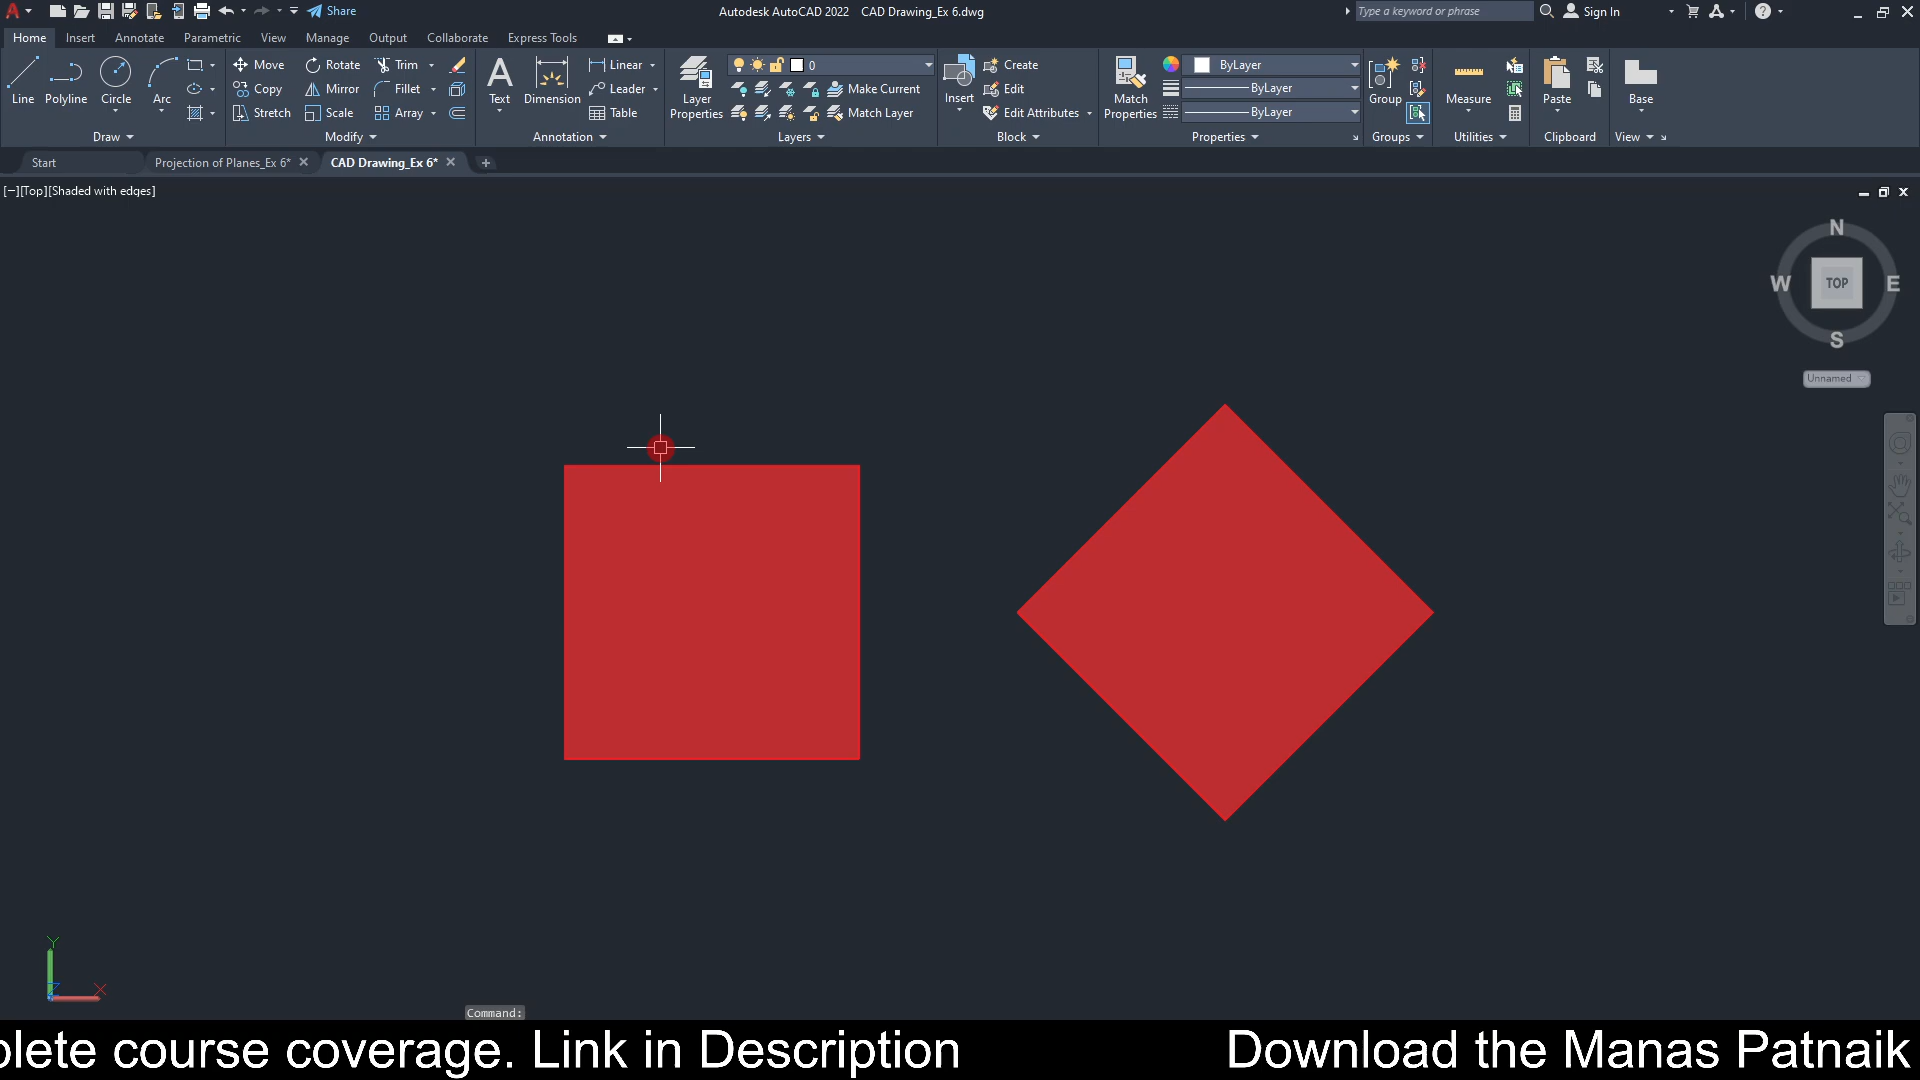 Share
Autodesk AutoCAD 2022 CAD Drawing_Ex 6.dwg
Type a keyword or phrase
Sign In
Home Insert Annotate Parametric View Manage Output Collaborate Express Tools
Line Polyline Circle Arc
Draw
Move Rotate Trim
Copy Mirror Fillet
Stretch Scale Array
Modify
Text Dimension
Linear
Leader
Table
Annotation
Layer Properties
0
Make Current
Match Layer
Layers
Insert
Create
Edit
Edit Attributes
Block
Match Properties
ByLayer
ByLayer
ByLayer
Properties
Group
Groups
Measure
Utilities
Paste
Clipboard
Base
View
Start Projection of Planes_Ex 6* CAD Drawing_Ex 6*
[−][Top][Shaded with edges]
N
W TOP E
S
Unnamed
Y
X
Command:
plete course coverage. Link in Description Download the Manas Patnaik